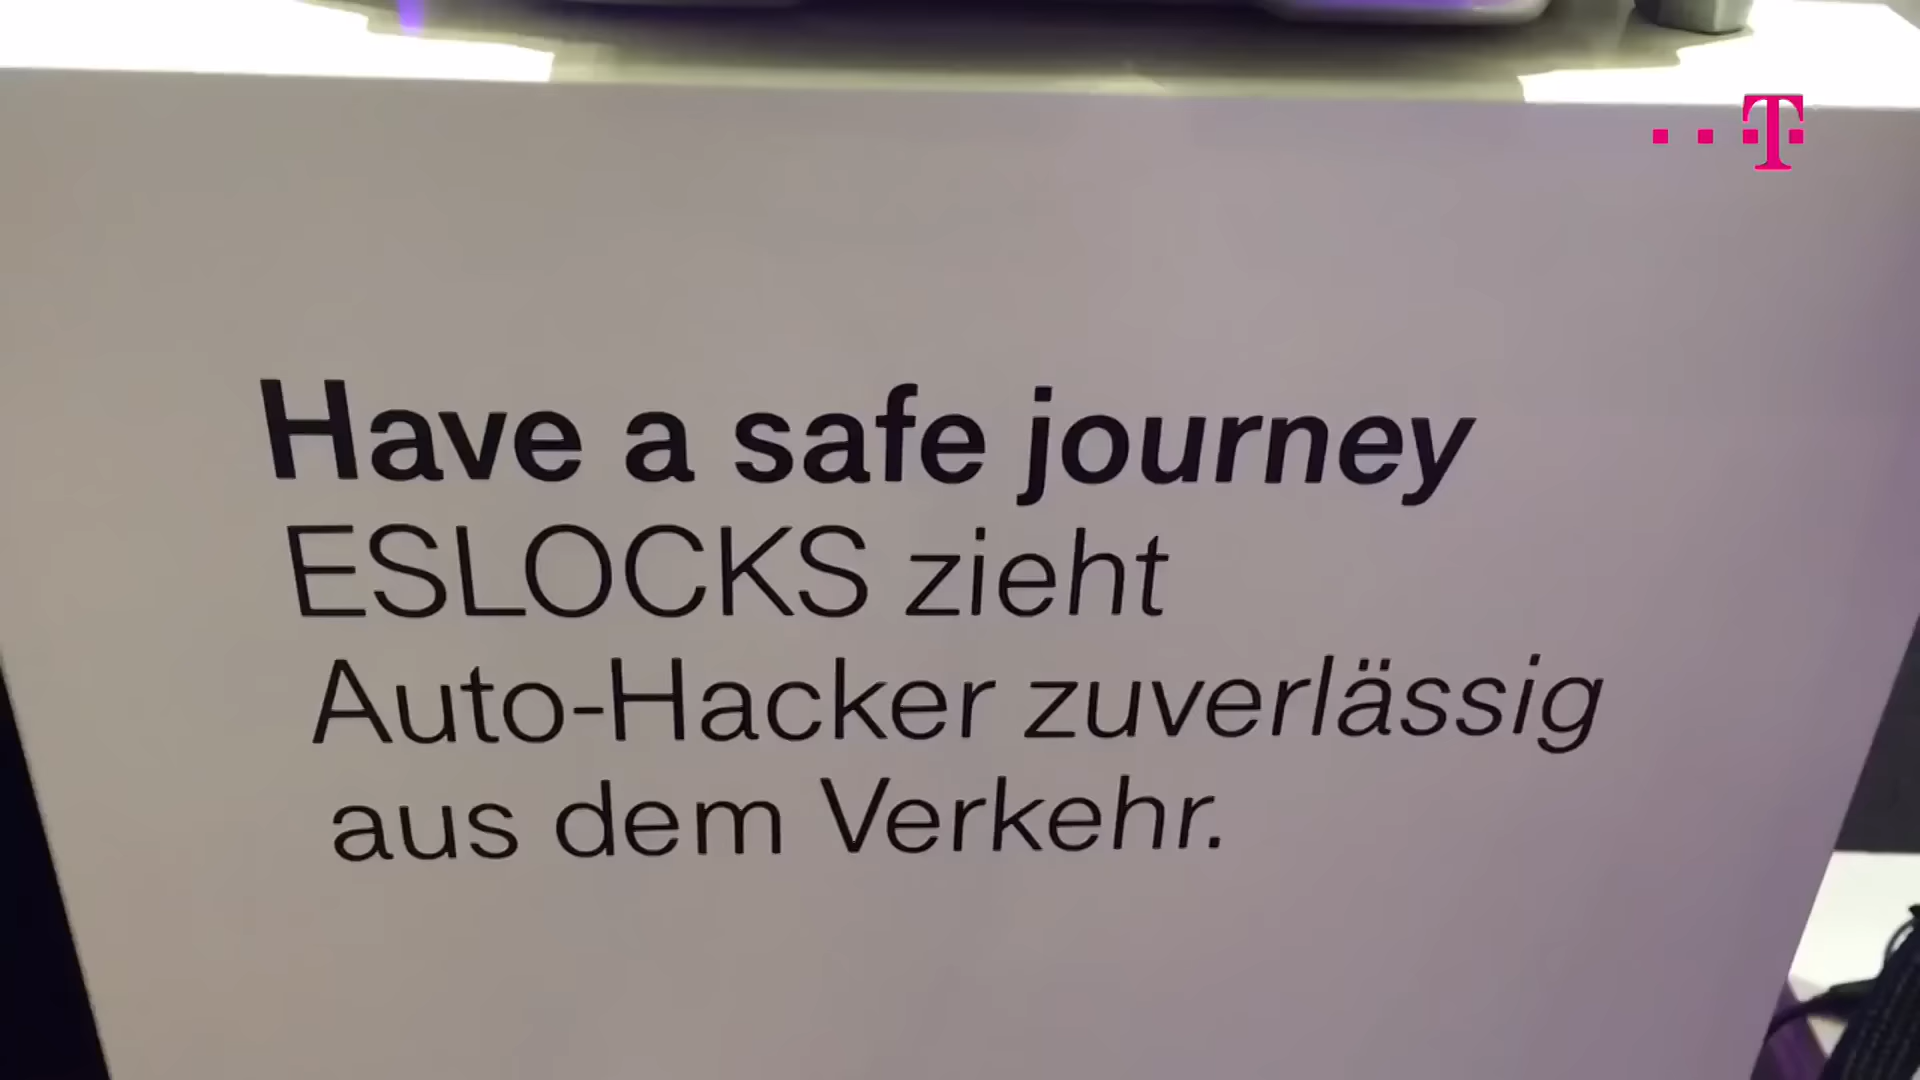 T
Have a safe journey
ESLOCKS zieht
Auto-Hacker zuverlässig
aus dem Verkehr.